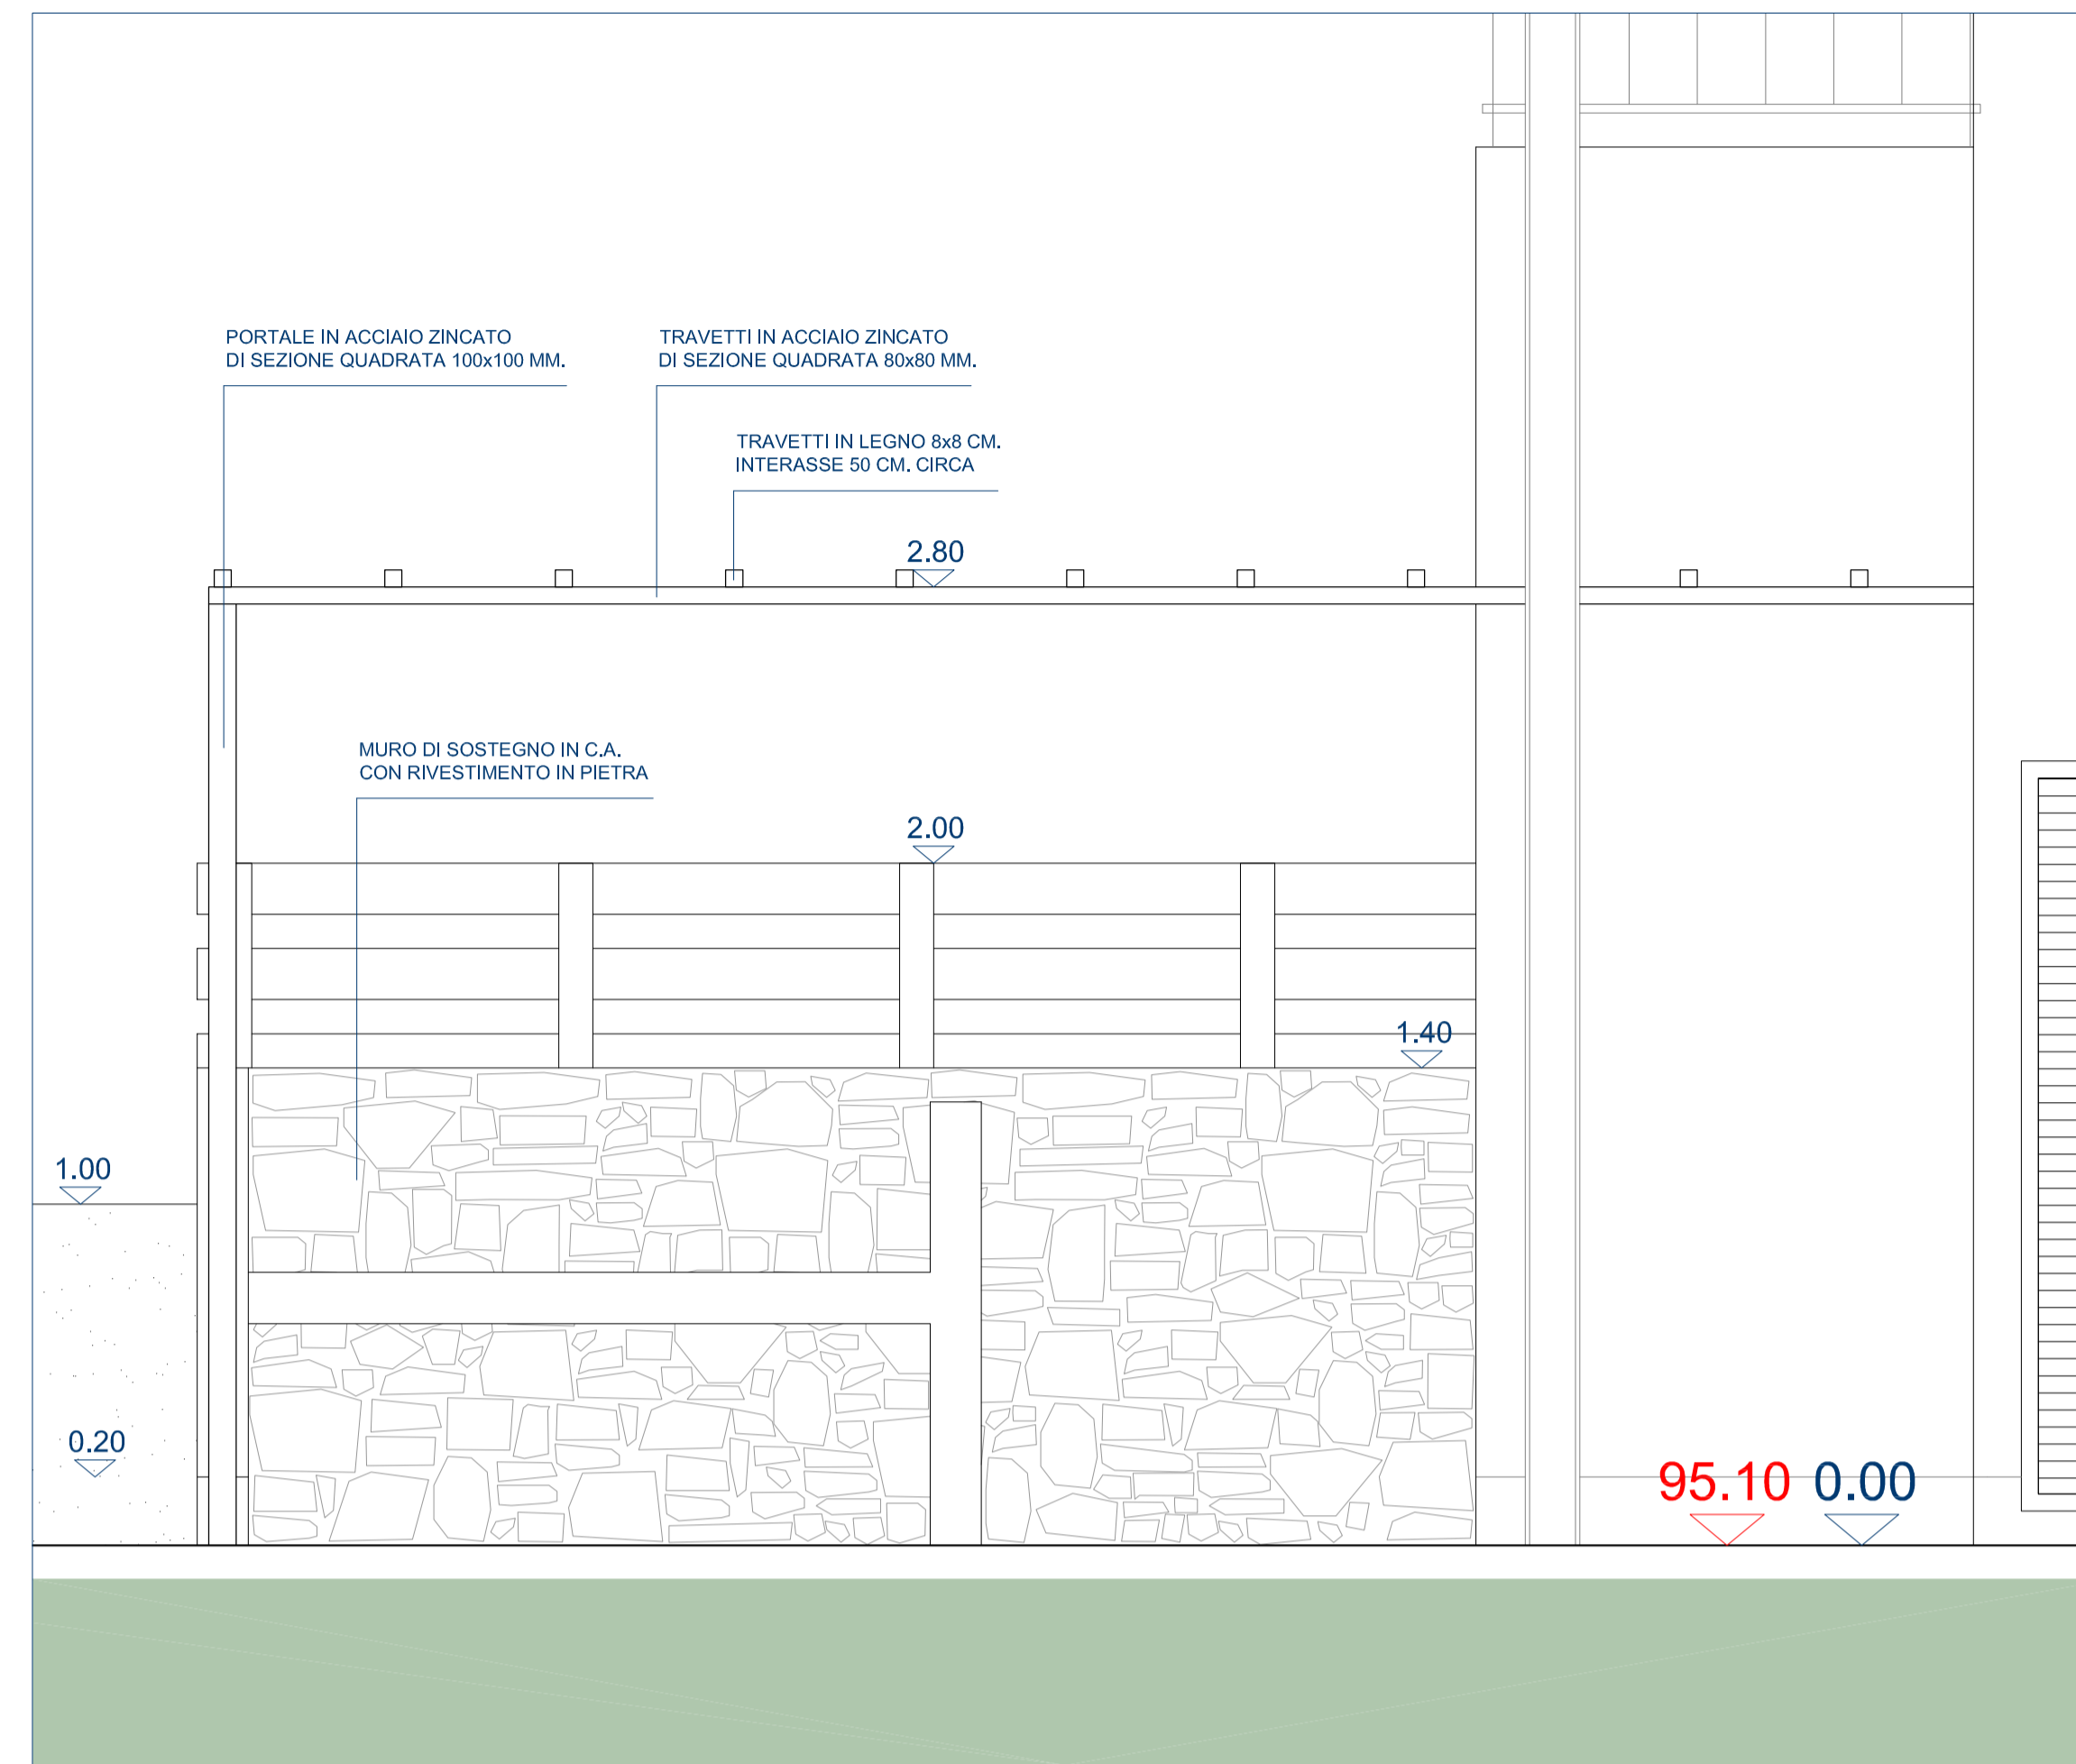 PORTALE IN ACCIAIO ZINCATO
DI SEZIONE QUADRATA 100x100 MM.
TRAVETTI IN ACCIAIO ZINCATO
DI SEZIONE QUADRATA 80x80 MM.
TRAVETTI IN LEGNO 8x8 CM.
INTERASSE 50 CM. CIRCA
2.80
MURO DI SOSTEGNO IN C.A.
CON RIVESTIMENTO IN PIETRA
2.00
1.40
1.00
0.20
95.10 0.00